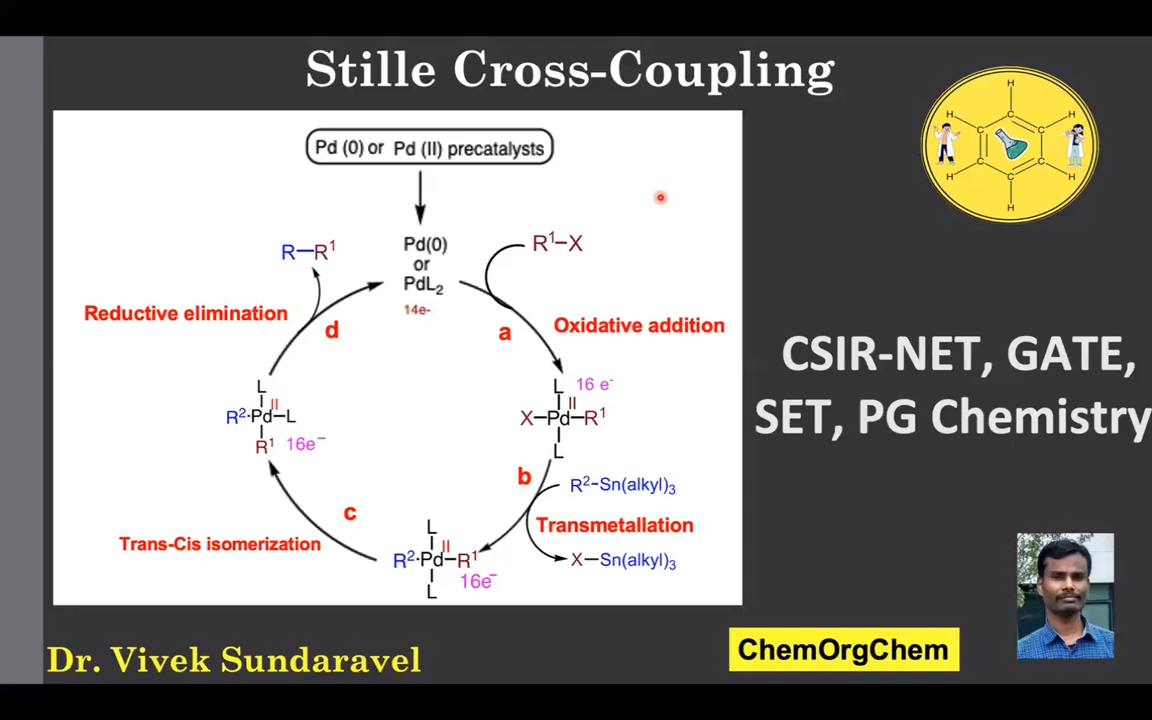 Stille Cross-Coupling
Pd (0) or Pd (II) precatalysts
R—R¹
Pd(0)
or
PdL₂
14e-
R¹–X
Reductive elimination
d
a
Oxidative addition
L
R²·Pd–L
II
R¹ 16e⁻
L 16 e⁻
II
X–Pd–R¹
L
b
R²-Sn(alkyl)₃
Transmetallation
X—Sn(alkyl)₃
c
Trans-Cis isomerization
L
II
R²·Pd–R¹
16e⁻
L
H
H C H
C C
C C
H C H
H
CSIR-NET, GATE,
SET, PG Chemistry
Dr. Vivek Sundaravel
ChemOrgChem